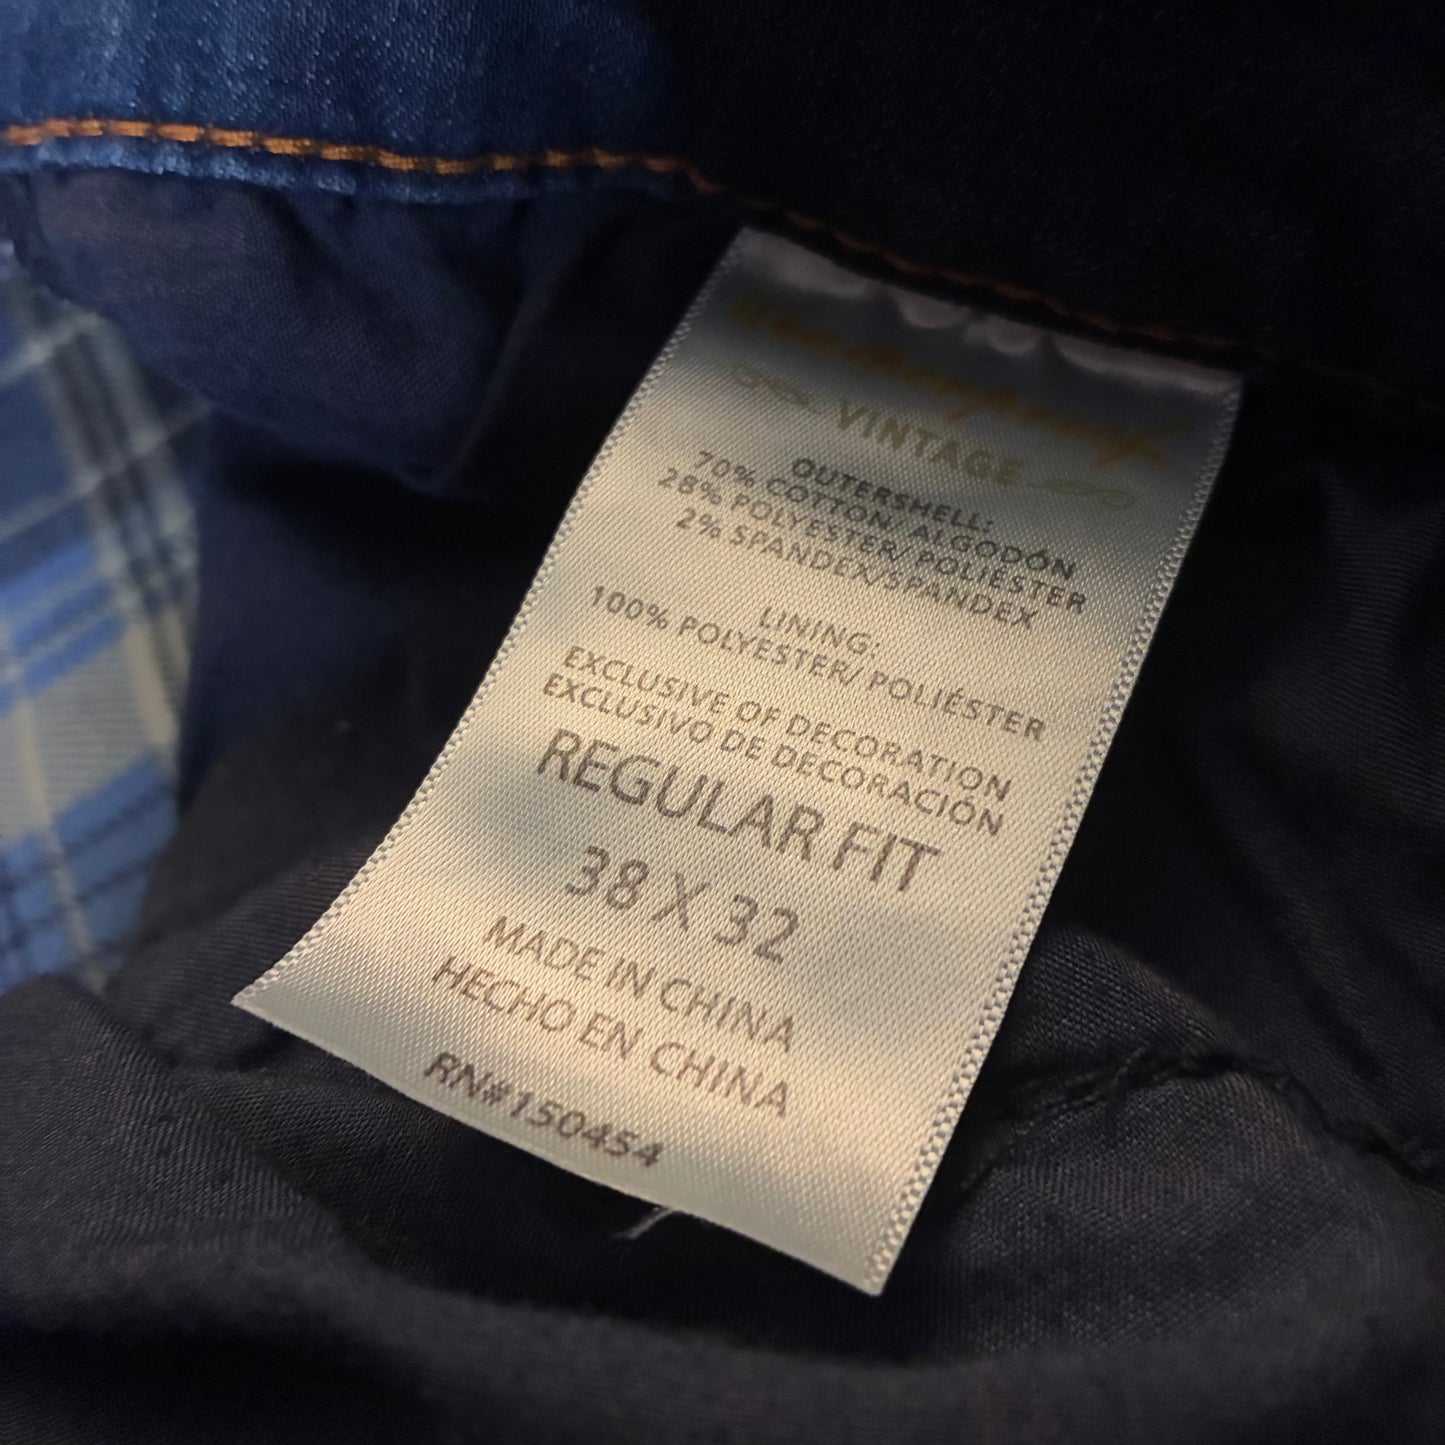 Weatherproof
VINTAGE
OUTERSHELL:
70% COTTON/ALGODÓN
28% POLYESTER/POLIÉSTER
2% SPANDEX/SPANDEX
LINING:
100% POLYESTER/ POLIÉSTER
EXCLUSIVE OF DECORATION
EXCLUSIVO DE DECORACIÓN
REGULAR FIT
38 X 32
MADE IN CHINA
HECHO EN CHINA
RN#150454